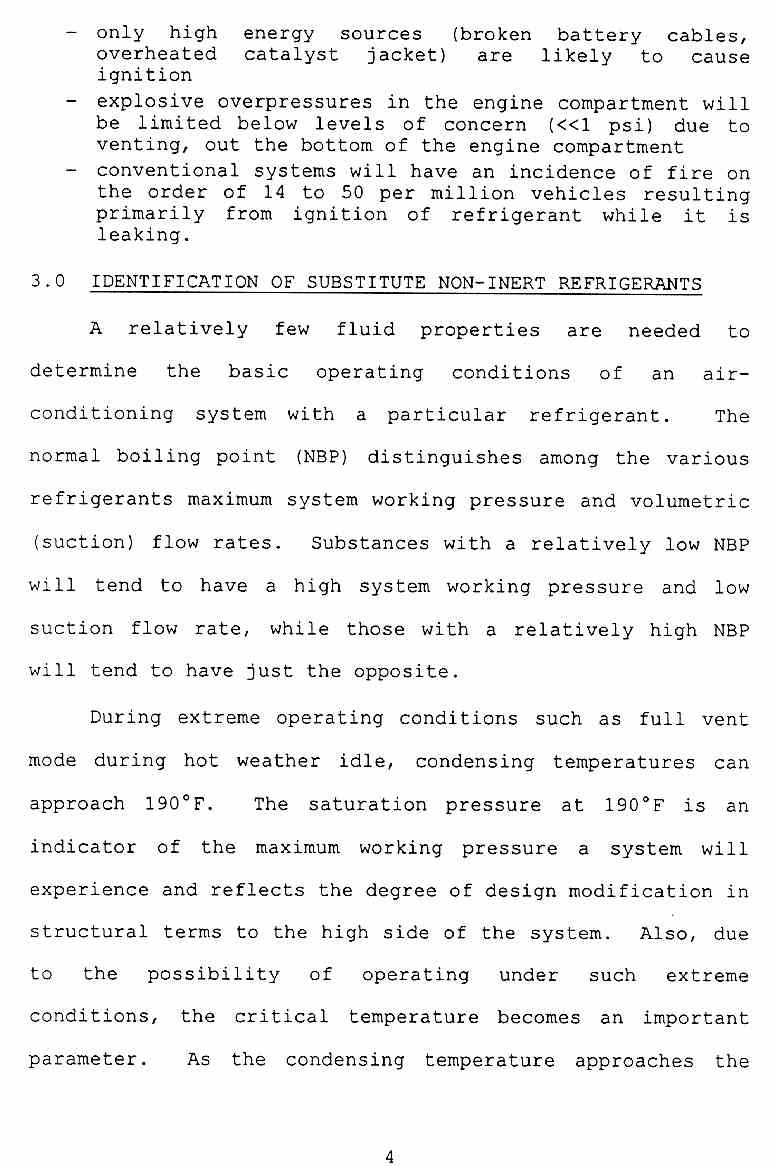 - only high energy sources (broken battery cables,
overheated catalyst jacket) are likely to cause
ignition
- explosive overpressures in the engine compartment will
be limited below levels of concern (<<1 psi) due to
venting, out the bottom of the engine compartment
- conventional systems will have an incidence of fire on
the order of 14 to 50 per million vehicles resulting
primarily from ignition of refrigerant while it is
leaking.
3.0 IDENTIFICATION OF SUBSTITUTE NON-INERT REFRIGERANTS
A relatively few fluid properties are needed to
determine the basic operating conditions of an air-
conditioning system with a particular refrigerant. The
normal boiling point (NBP) distinguishes among the various
refrigerants maximum system working pressure and volumetric
(suction) flow rates. Substances with a relatively low NBP
will tend to have a high system working pressure and low
suction flow rate, while those with a relatively high NBP
will tend to have just the opposite.
During extreme operating conditions such as full vent
mode during hot weather idle, condensing temperatures can
approach 190°F. The saturation pressure at 190°F is an
indicator of the maximum working pressure a system will
experience and reflects the degree of design modification in
structural terms to the high side of the system. Also, due
to the possibility of operating under such extreme
conditions, the critical temperature becomes an important
parameter. As the condensing temperature approaches the
4